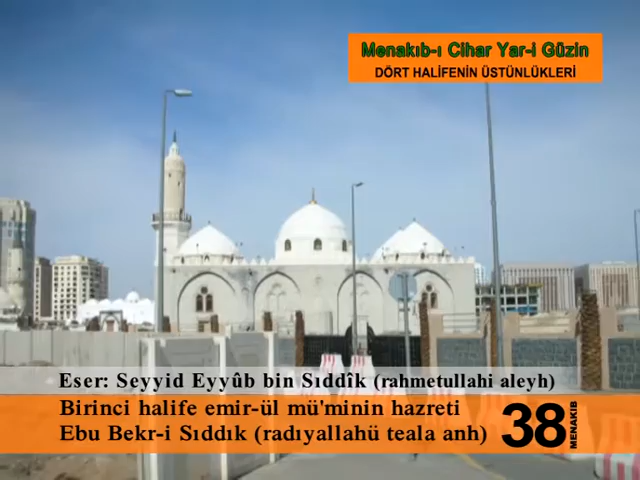 Menakıb-ı Cihar Yar-i Güzin
DÖRT HALİFENİN ÜSTÜNLÜKLERİ
Eser: Seyyid Eyyûb bin Sıddîk (rahmetullahi aleyh)
Birinci halife emir-ül mü'minin hazreti
Ebu Bekr-i Sıddık (radıyallahü teala anh)
38
MENAKIB